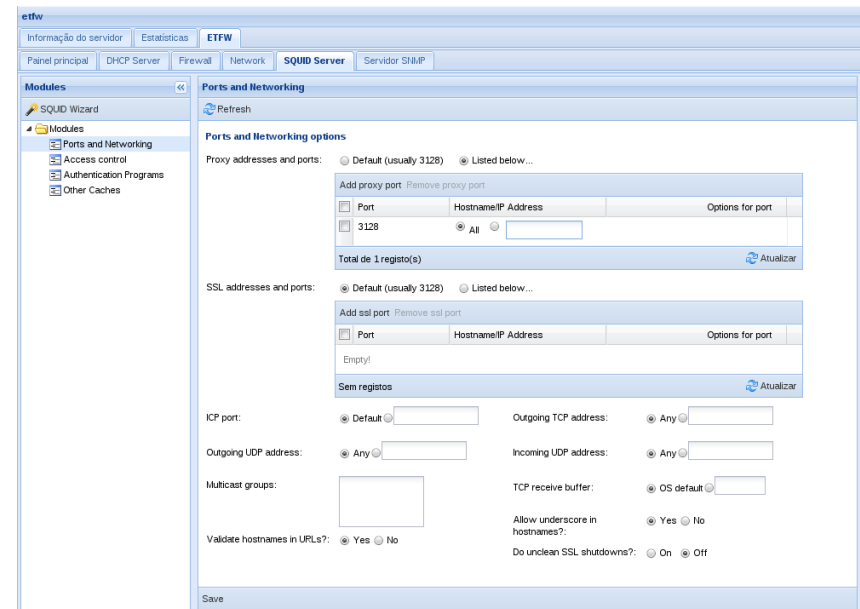 etfw
Informação do servidor Estatísticas ETFW
Painel principal DHCP Server Firewall Network SQUID Server Servidor SNMP
Modules
SQUID Wizard
Modules
Ports and Networking
Access control
Authentication Programs
Other Caches
Ports and Networking
Refresh
Ports and Networking options
Proxy addresses and ports: Default (usually 3128) Listed below...
Add proxy port Remove proxy port
Port Hostname/IP Address Options for port
3128 All
Total de 1 registo(s) Atualizar
SSL addresses and ports: Default (usually 3128) Listed below...
Add ssl port Remove ssl port
Port Hostname/IP Address Options for port
Empty!
Sem registos Atualizar
ICP port: Default Outgoing TCP address: Any
Outgoing UDP address: Any Incoming UDP address: Any
Multicast groups: TCP receive buffer: OS default
Allow underscore in hostnames?: Yes No
Validate hostnames in URLs?: Yes No
Do unclean SSL shutdowns?: On Off
Save